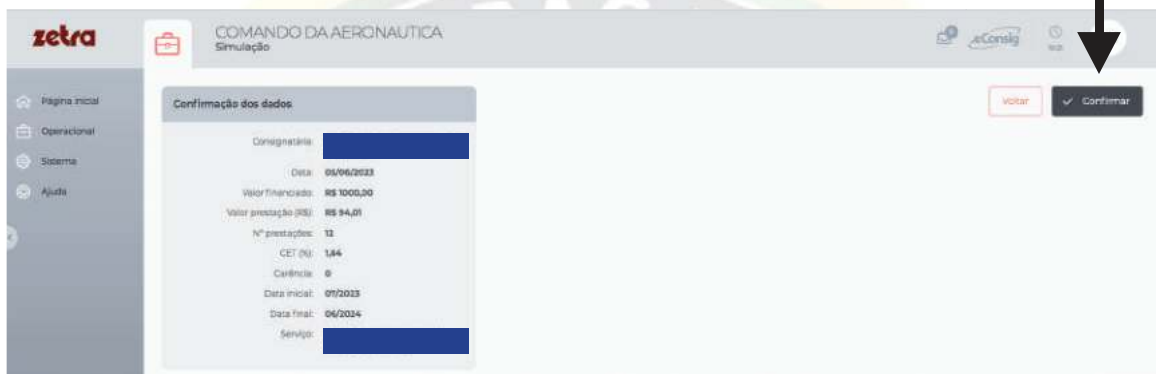 zetra
COMANDO DA AERONAUTICA
Simulação
eConsig
Página inicial
Operacional
Sistema
Ajuda
Voltar
Confirmar
Confirmação dos dados
Consignatária:
Data: 05/06/2023
Valor financiado: R$ 1000,00
Valor prestação (R$): R$ 94,01
Nº prestações: 12
CET (%): 1,64
Carência: 0
Data inicial: 07/2023
Data final: 06/2024
Serviço: